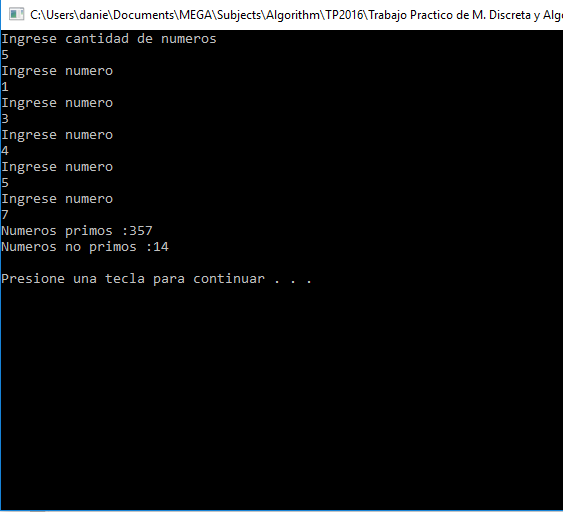 C:\Users\danie\Documents\MEGA\Subjects\Algorithm\TP2016\Trabajo Practico de M. Discreta y Algo
Ingrese cantidad de numeros
5
Ingrese numero
1
Ingrese numero
3
Ingrese numero
4
Ingrese numero
5
Ingrese numero
7
Numeros primos :357
Numeros no primos :14
Presione una tecla para continuar . . .